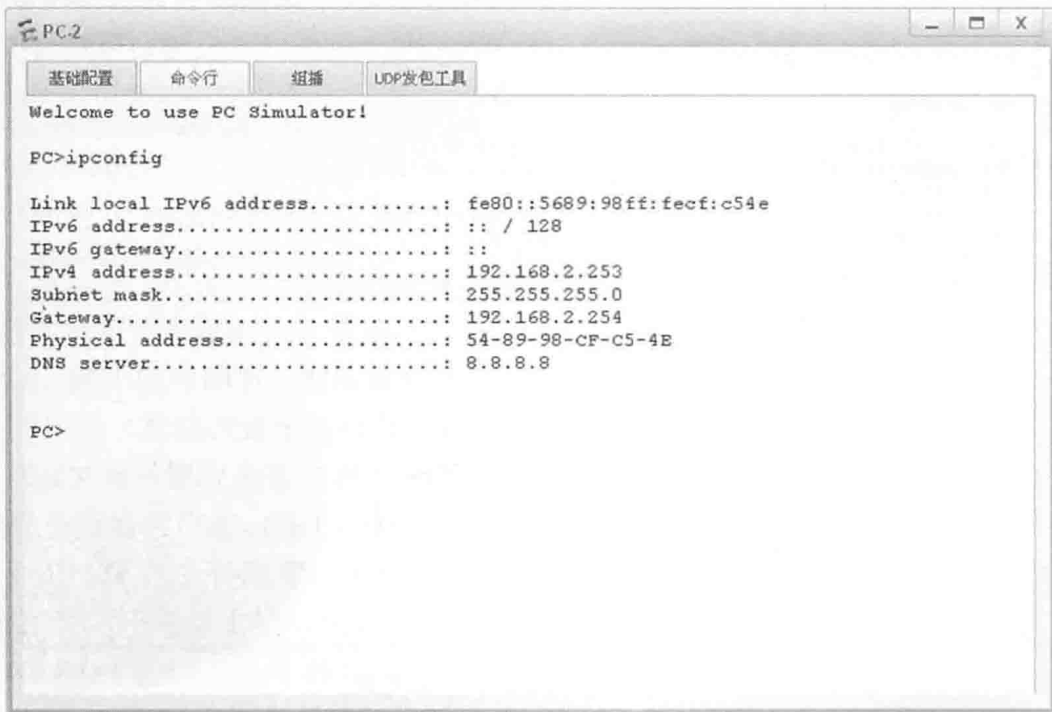 PC-2
基础配置 命令行 组播 UDP发包工具
Welcome to use PC Simulator!
PC>ipconfig
Link local IPv6 address...........: fe80::5689:98ff:fecf:c54e
IPv6 address......................: :: / 128
IPv6 gateway......................: ::
IPv4 address......................: 192.168.2.253
Subnet mask.......................: 255.255.255.0
Gateway...........................: 192.168.2.254
Physical address..................: 54-89-98-CF-C5-4E
DNS server........................: 8.8.8.8
PC>